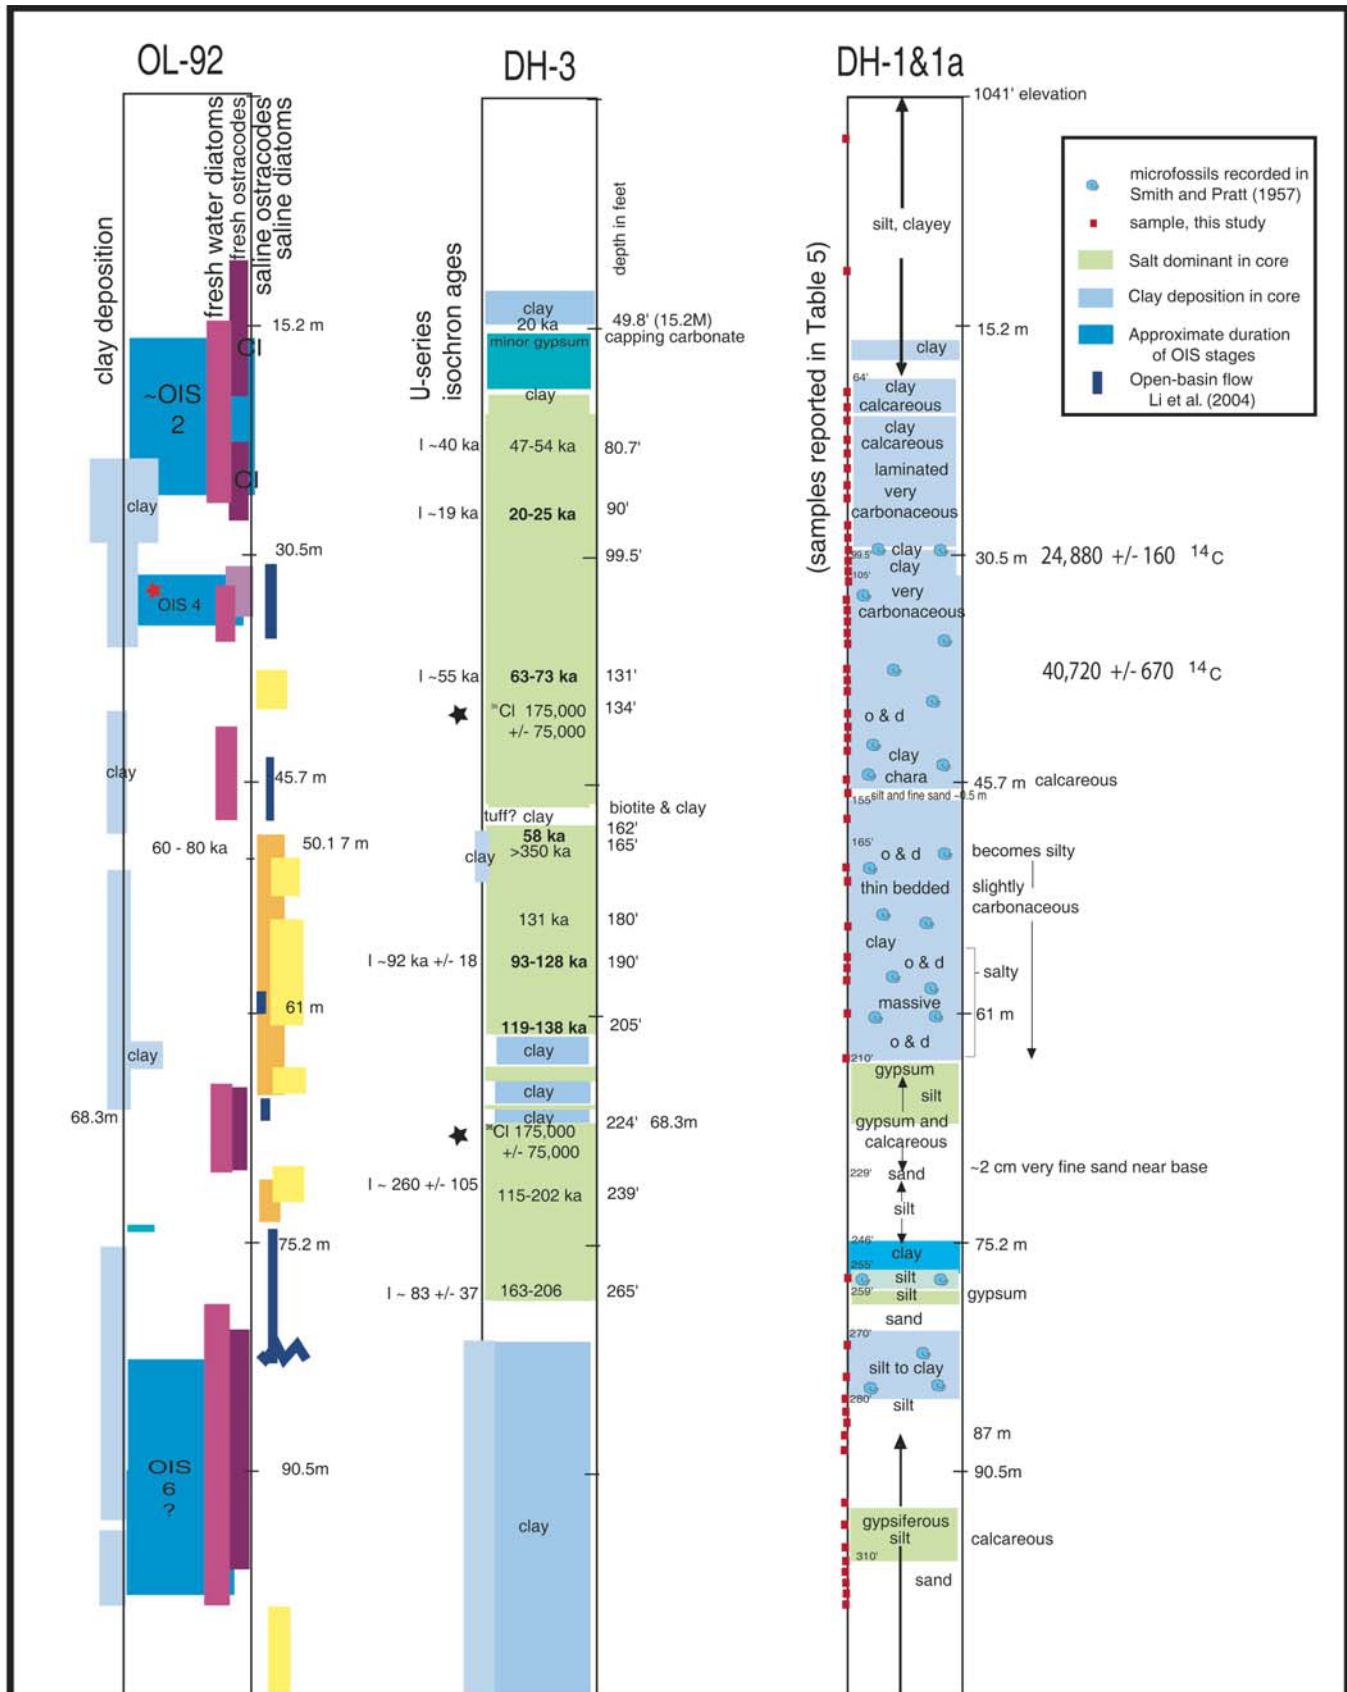 OL-92
DH-3
DH-1&1a
clay deposition
fresh water diatoms
fresh ostracodes
saline ostracodes
saline diatoms
15.2 m
CI
~OIS
2
CI
clay
30.5m
OIS 4
clay
45.7 m
60 - 80 ka
50.1 7 m
61 m
clay
68.3m
75.2 m
OIS
6
?
90.5m
U-series
isochron ages
depth in feet
clay
20 ka
49.8' (15.2M)
capping carbonate
minor gypsum
clay
I ~40 ka
47-54 ka
80.7'
I ~19 ka
20-25 ka
90'
99.5'
I ~55 ka
63-73 ka
131'
36Cl 175,000
+/- 75,000
134'
biotite & clay
tuff? clay
162'
58 ka
165'
clay
>350 ka
131 ka
180'
I ~92 ka +/- 18
93-128 ka
190'
119-138 ka
205'
clay
clay
clay
224' 68.3m
36Cl 175,000
+/- 75,000
I ~ 260 +/- 105
115-202 ka
239'
I ~ 83 +/- 37
163-206
265'
clay
(samples reported in Table 5)
1041' elevation
silt, clayey
15.2 m
clay
64'
clay
calcareous
clay
calcareous
laminated
very
carbonaceous
99.5'
clay
30.5 m
24,880 +/- 160 14C
clay
105'
very
carbonaceous
40,720 +/- 670 14C
o & d
clay
chara
45.7 m calcareous
silt and fine sand ~0.5 m
155'
165'
o & d
becomes silty
thin bedded
slightly
carbonaceous
clay
o & d
salty
massive
61 m
o & d
210'
gypsum
silt
gypsum and
calcareous
229'
sand
~2 cm very fine sand near base
silt
246'
75.2 m
clay
255'
silt
259'
silt
gypsum
sand
270'
silt to clay
280'
silt
87 m
90.5m
gypsiferous
silt
calcareous
310'
sand
microfossils recorded in
Smith and Pratt (1957)
sample, this study
Salt dominant in core
Clay deposition in core
Approximate duration
of OIS stages
Open-basin flow
Li et al. (2004)